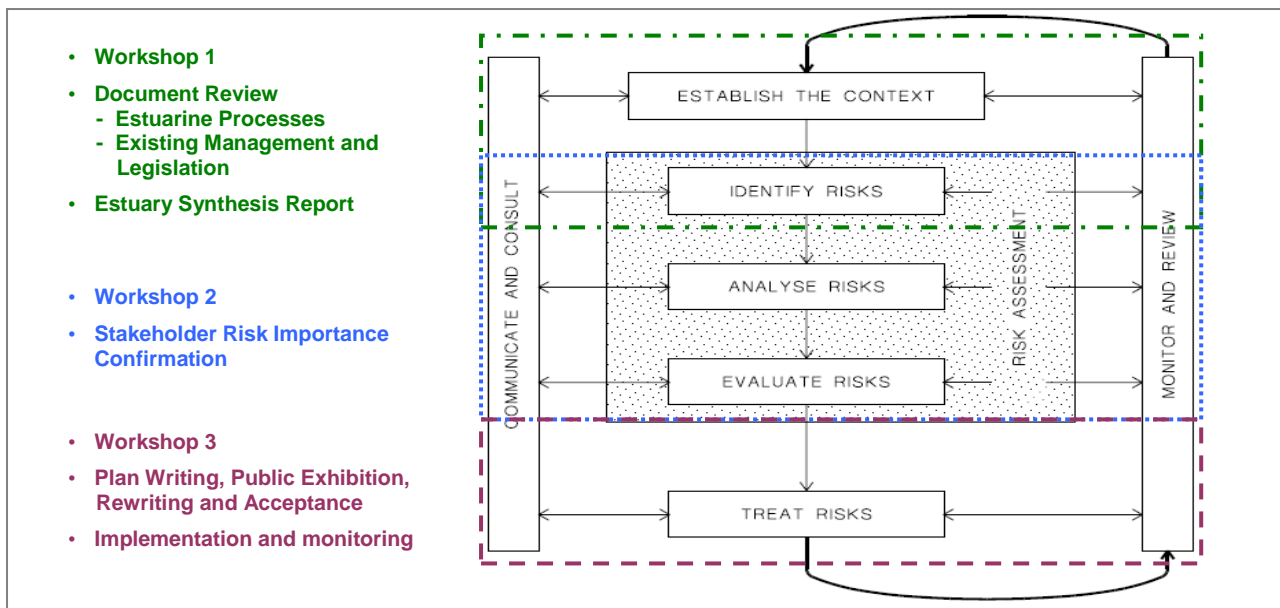 • Workshop 1
• Document Review
- Estuarine Processes
- Existing Management and
Legislation
• Estuary Synthesis Report
• Workshop 2
• Stakeholder Risk Importance
Confirmation
• Workshop 3
• Plan Writing, Public Exhibition,
Rewriting and Acceptance
• Implementation and monitoring
COMMUNICATE AND CONSULT
ESTABLISH THE CONTEXT
IDENTIFY RISKS
ANALYSE RISKS
EVALUATE RISKS
TREAT RISKS
RISK ASSESSMENT
MONITOR AND REVIEW